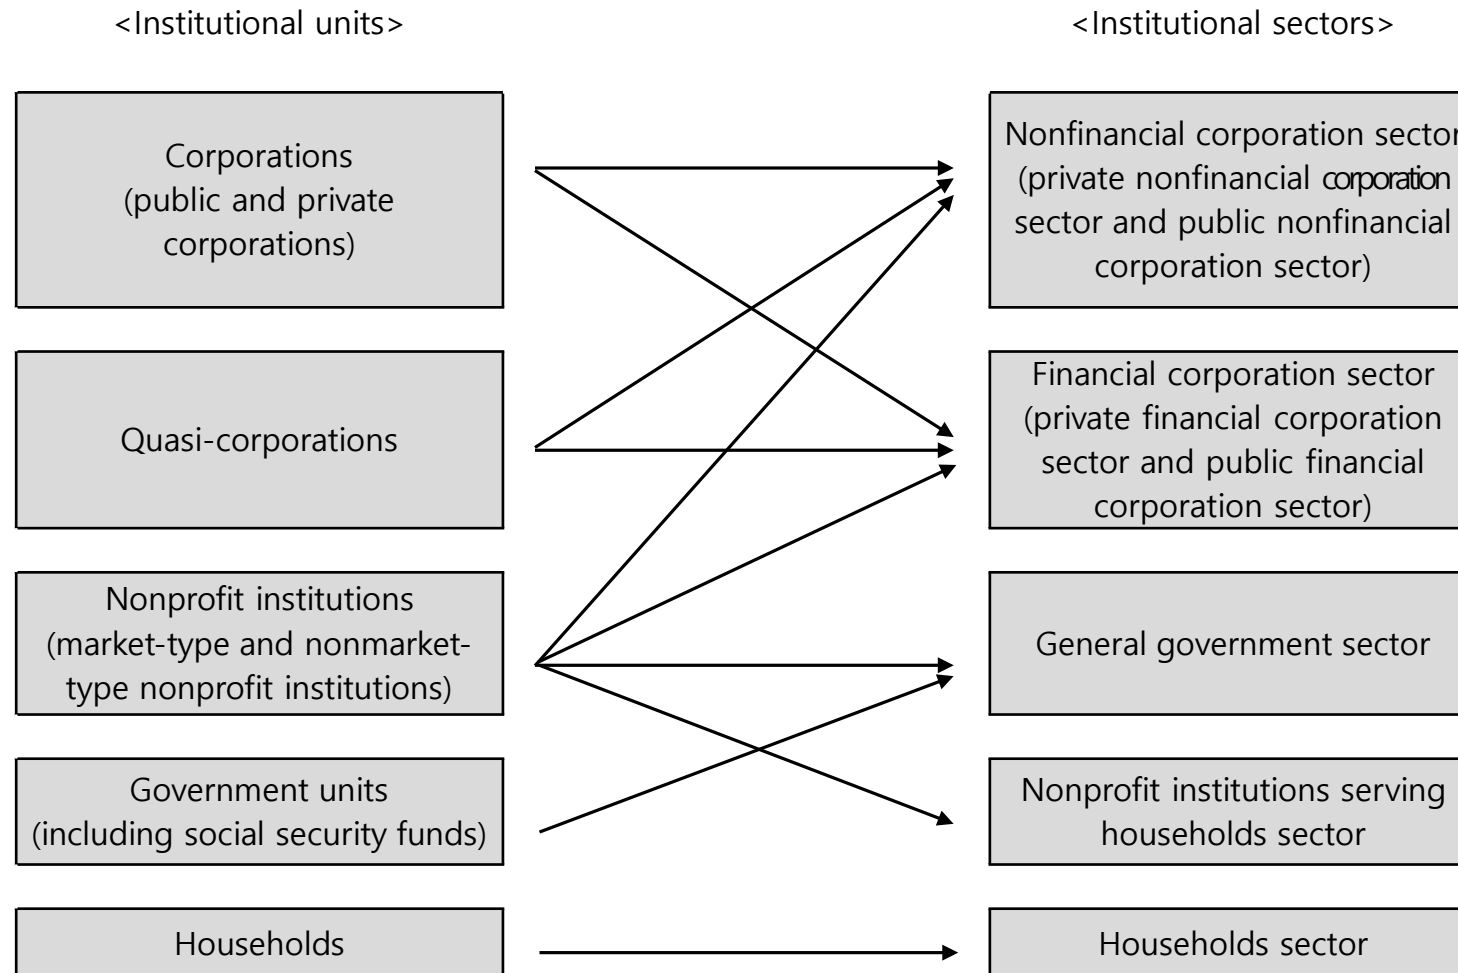 <Institutional units>
<Institutional sectors>
Corporations
(public and private
corporations)
Nonfinancial corporation sector
(private nonfinancial corporation
sector and public nonfinancial
corporation sector)
Quasi-corporations
Financial corporation sector
(private financial corporation
sector and public financial
corporation sector)
Nonprofit institutions
(market-type and nonmarket-
type nonprofit institutions)
General government sector
Government units
(including social security funds)
Nonprofit institutions serving
households sector
Households
Households sector